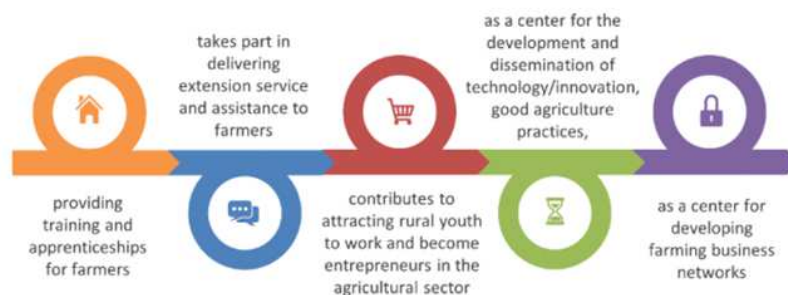 providing
training and
apprenticeships
for farmers
takes part in
delivering
extension service
and assistance to
farmers
contributes to
attracting rural youth
to work and become
entrepreneurs in the
agricultural sector
as a center for the
development and
dissemination of
technology/innovation,
good agriculture
practices,
as a center for
developing
farming business
networks